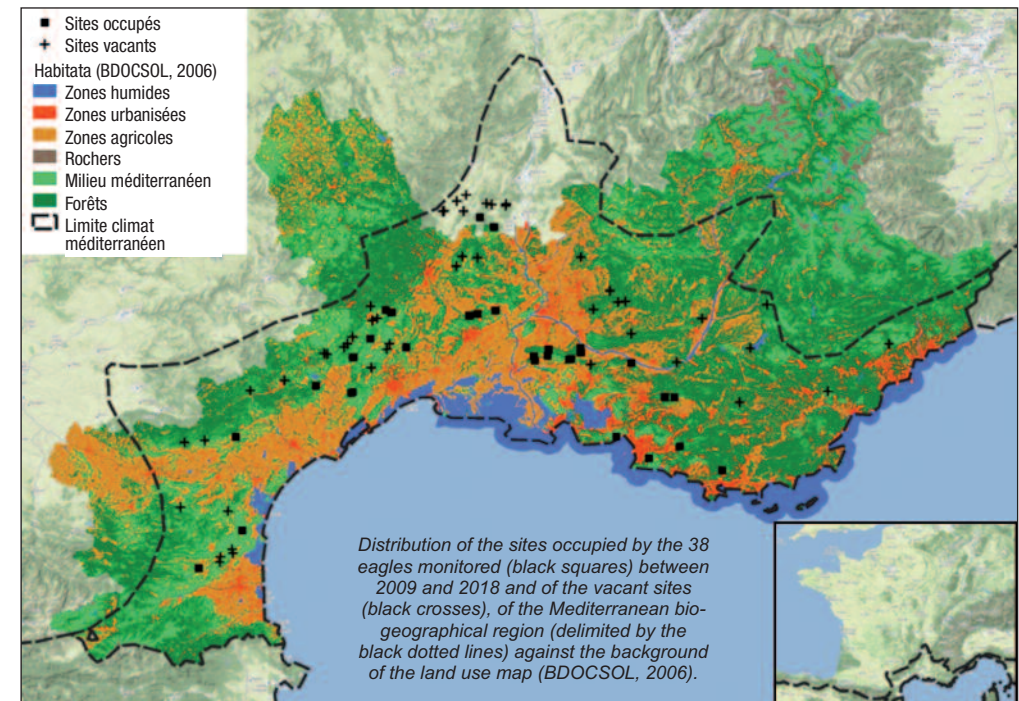 Sites occupés
Sites vacants
Habitata (BDOCSOL, 2006)
Zones humides
Zones urbanisées
Zones agricoles
Rochers
Milieu méditerranéen
Forêts
Limite climat
méditerranéen
Distribution of the sites occupied by the 38
eagles monitored (black squares) between
2009 and 2018 and of the vacant sites
(black crosses), of the Mediterranean bio-
geographical region (delimited by the
black dotted lines) against the background
of the land use map (BDOCSOL, 2006).